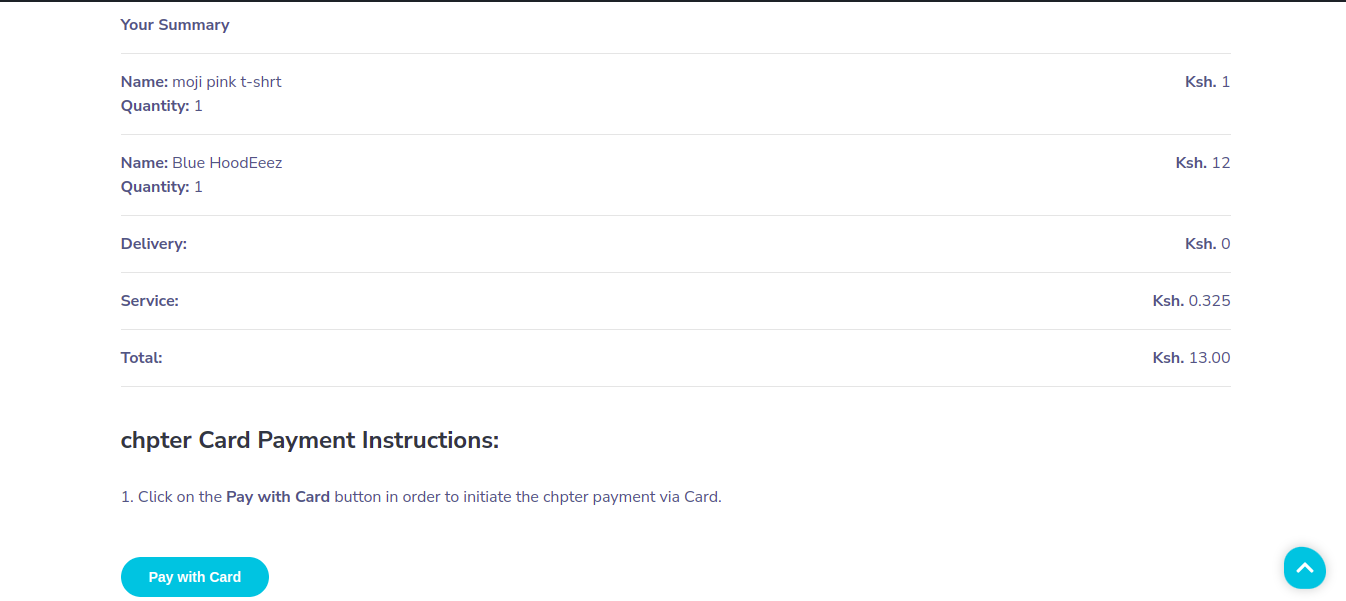 Your Summary
Name: moji pink t-shrt Ksh. 1
Quantity: 1
Name: Blue HoodEeez Ksh. 12
Quantity: 1
Delivery: Ksh. 0
Service: Ksh. 0.325
Total: Ksh. 13.00
chpter Card Payment Instructions:
1. Click on the Pay with Card button in order to initiate the chpter payment via Card.
Pay with Card